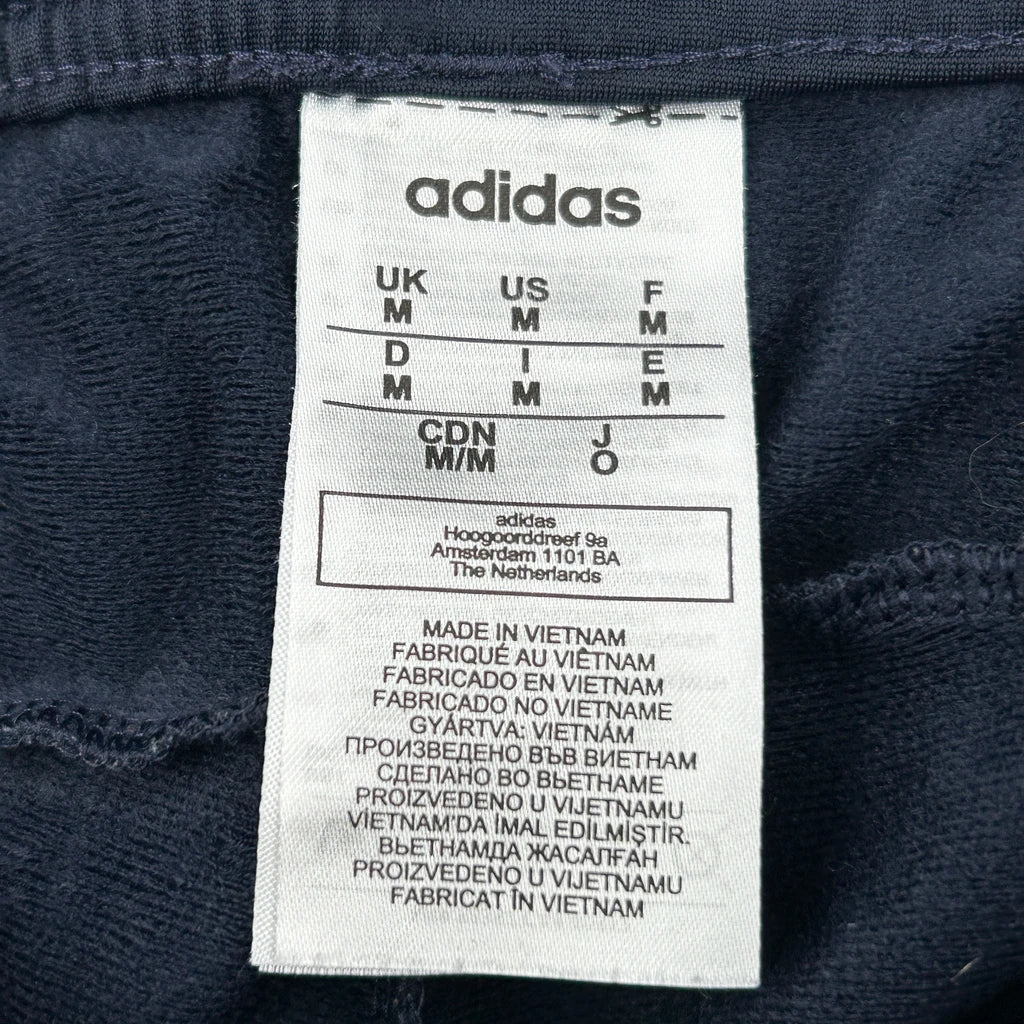 adidas
UK US F
M M M
D I E
M M M
CDN J
M/M O
adidas
Hoogoorddreef 9a
Amsterdam 1101 BA
The Netherlands
MADE IN VIETNAM
FABRIQUÉ AU VIÊTNAM
FABRICADO EN VIETNAM
FABRICADO NO VIETNAME
GYÁRTVA: VIETNÁM
ПРОИЗВЕДЕНО ВЪВ ВИЕТНАМ
СДЕЛАНО ВО ВЬЕТНАМЕ
PROIZVEDENO U VIJETNAMU
VİETNAM'DA İMAL EDİLMİŞTİR.
ВЬЕТНАМДА ЖАСАЛҒАН
PROIZVEDENO U VIJETNAMU
FABRICAT ÎN VIETNAM